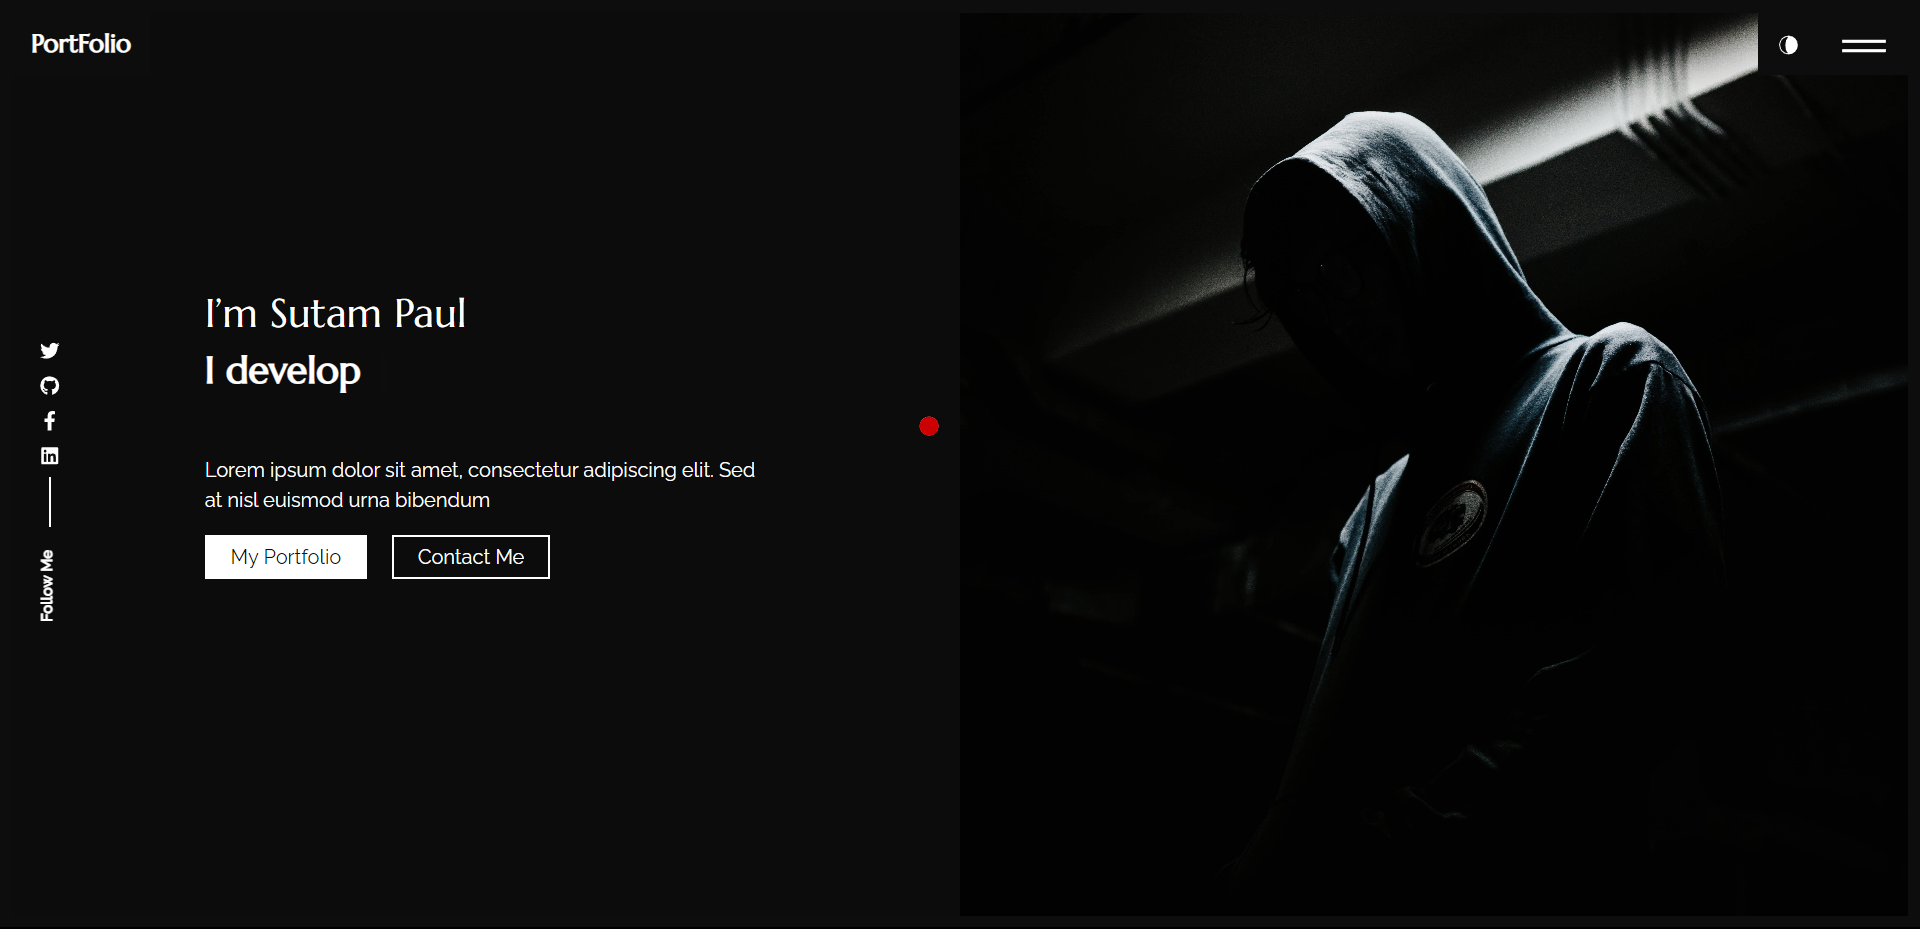 PortFolio
I'm Sutam Paul
I develop
Lorem ipsum dolor sit amet, consectetur adipiscing elit. Sed
at nisl euismod urna bibendum
My Portfolio
Contact Me
Follow Me